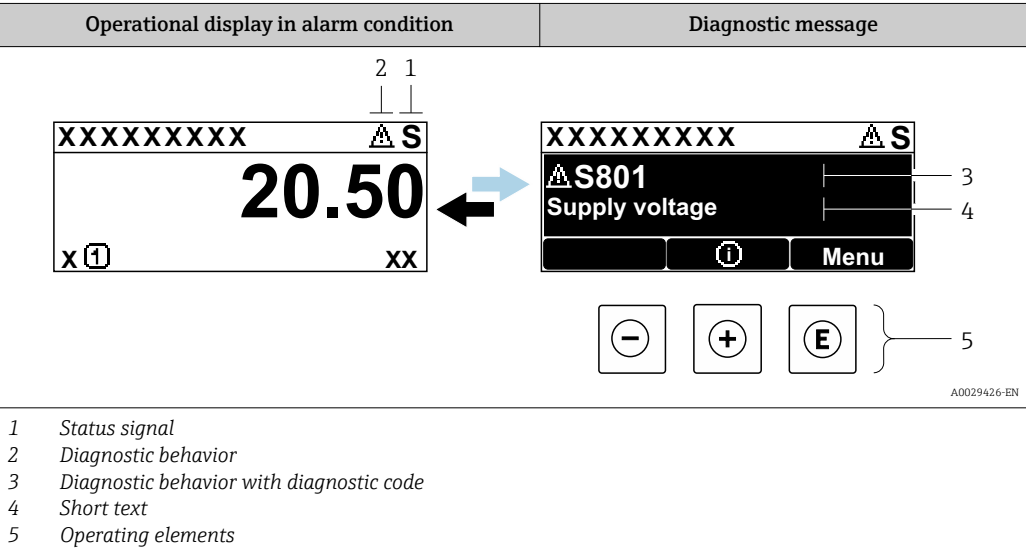 Operational display in alarm condition Diagnostic message
2 1
XXXXXXXXX ⚠ S
20.50
X 1 XX
XXXXXXXXX ⚠ S
⚠S801
Supply voltage
i Menu
3
4
− + E
5
A0029426-EN
1 Status signal
2 Diagnostic behavior
3 Diagnostic behavior with diagnostic code
4 Short text
5 Operating elements